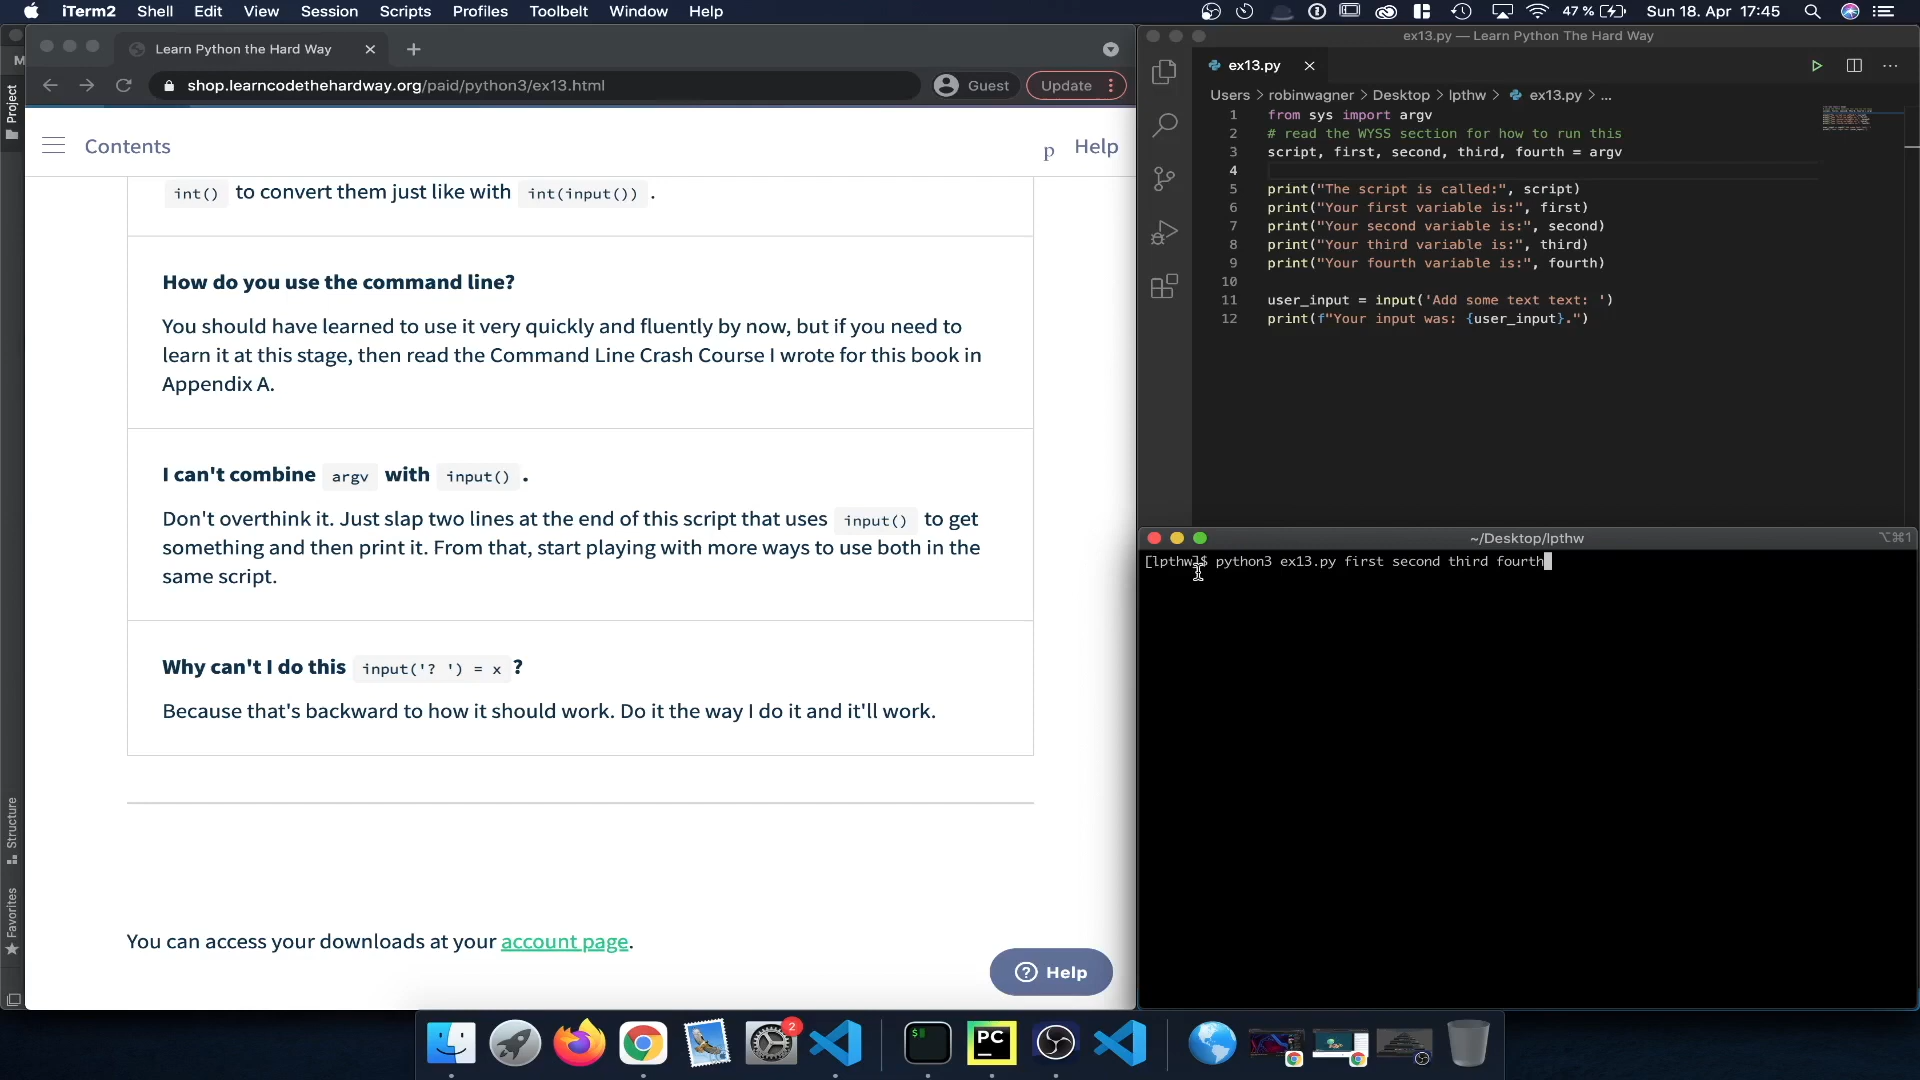 iTerm2 Shell Edit View Session Scripts Profiles Toolbelt Window Help
47 % Sun 18. Apr 17:45
Learn Python the Hard Way
shop.learncodethehardway.org/paid/python3/ex13.html
Guest
Update
Contents
p Help
int() to convert them just like with int(input()) .
How do you use the command line?
You should have learned to use it very quickly and fluently by now, but if you need to
learn it at this stage, then read the Command Line Crash Course I wrote for this book in
Appendix A.
I can't combine argv with input() .
Don't overthink it. Just slap two lines at the end of this script that uses input() to get
something and then print it. From that, start playing with more ways to use both in the
same script.
Why can't I do this input('? ') = x ?
Because that's backward to how it should work. Do it the way I do it and it'll work.
You can access your downloads at your account page.
Help
M
Project
Structure
Favorites
ex13.py — Learn Python The Hard Way
ex13.py
Users > robinwagner > Desktop > lpthw > ex13.py > ...
1 from sys import argv
2 # read the WYSS section for how to run this
3 script, first, second, third, fourth = argv
4
5 print("The script is called:", script)
6 print("Your first variable is:", first)
7 print("Your second variable is:", second)
8 print("Your third variable is:", third)
9 print("Your fourth variable is:", fourth)
10
11 user_input = input('Add some text text: ')
12 print(f"Your input was: {user_input}.")
~/Desktop/lpthw
⌥⌘1
[lpthw]$ python3 ex13.py first second third fourth
2
$
PC